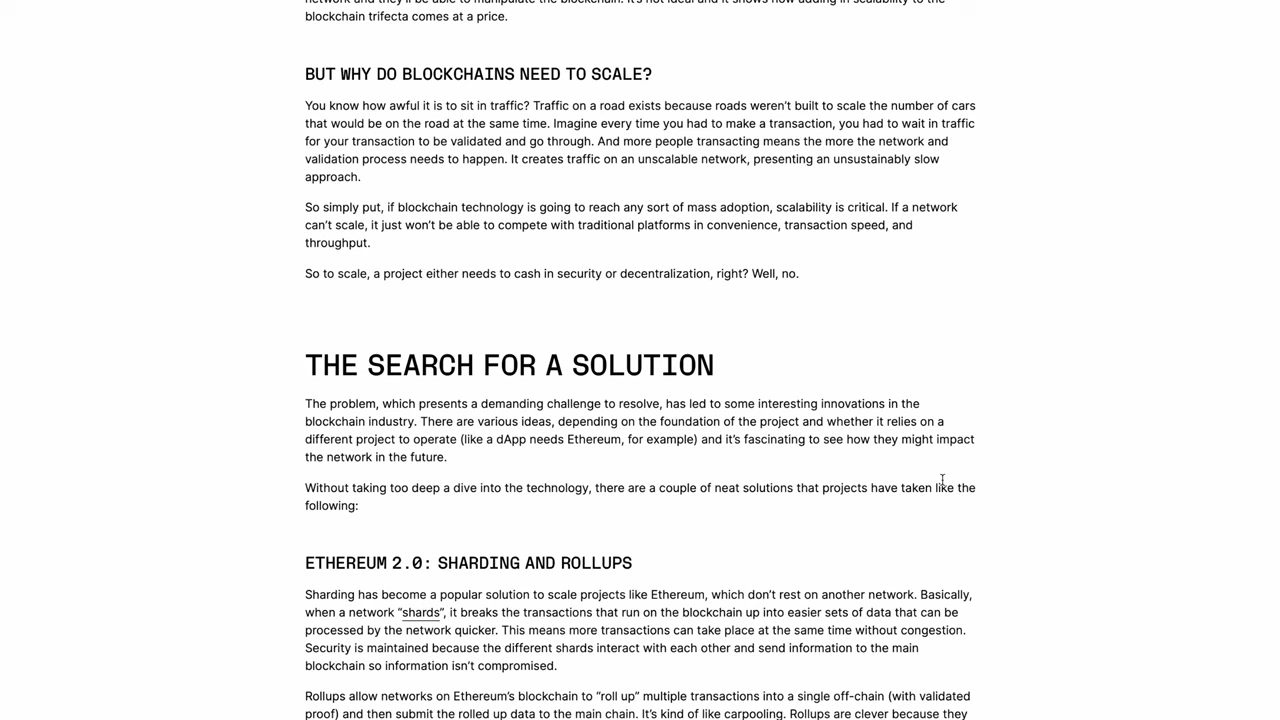 network and they'll be able to manipulate the blockchain. It's not ideal and it shows how adding in scalability to the
blockchain trifecta comes at a price.
BUT WHY DO BLOCKCHAINS NEED TO SCALE?
You know how awful it is to sit in traffic? Traffic on a road exists because roads weren’t built to scale the number of cars
that would be on the road at the same time. Imagine every time you had to make a transaction, you had to wait in traffic
for your transaction to be validated and go through. And more people transacting means the more the network and
validation process needs to happen. It creates traffic on an unscalable network, presenting an unsustainably slow
approach.
So simply put, if blockchain technology is going to reach any sort of mass adoption, scalability is critical. If a network
can’t scale, it just won’t be able to compete with traditional platforms in convenience, transaction speed, and
throughput.
So to scale, a project either needs to cash in security or decentralization, right? Well, no.
THE SEARCH FOR A SOLUTION
The problem, which presents a demanding challenge to resolve, has led to some interesting innovations in the
blockchain industry. There are various ideas, depending on the foundation of the project and whether it relies on a
different project to operate (like a dApp needs Ethereum, for example) and it’s fascinating to see how they might impact
the network in the future.
Without taking too deep a dive into the technology, there are a couple of neat solutions that projects have taken like the
following:
ETHEREUM 2.0: SHARDING AND ROLLUPS
Sharding has become a popular solution to scale projects like Ethereum, which don’t rest on another network. Basically,
when a network “shards”, it breaks the transactions that run on the blockchain up into easier sets of data that can be
processed by the network quicker. This means more transactions can take place at the same time without congestion.
Security is maintained because the different shards interact with each other and send information to the main
blockchain so information isn’t compromised.
Rollups allow networks on Ethereum’s blockchain to “roll up” multiple transactions into a single off-chain (with validated
proof) and then submit the rolled up data to the main chain. It’s kind of like carpooling. Rollups are clever because they